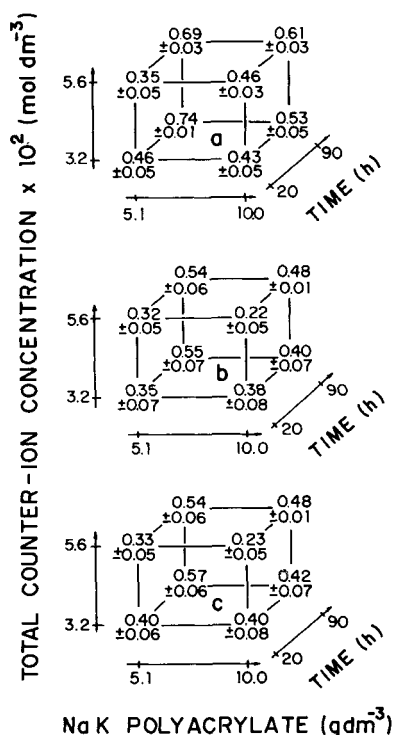 TOTAL COUNTER-ION CONCENTRATION x 10⁻² (mol dm⁻³)
0.69 0.61
±0.03 ±0.03
5.6 0.35 0.46
±0.05 ±0.03
0.74 0.53
±0.01 ±0.05
a
3.2 0.46 0.43
±0.05 ±0.05
90
20
5.1 10.0
TIME (h)
0.54 0.48
±0.06 ±0.01
5.6 0.32 0.22
±0.05 ±0.05
0.55 0.40
±0.07 ±0.07
b
3.2 0.35 0.38
±0.07 ±0.08
90
20
5.1 10.0
TIME (h)
0.54 0.48
±0.06 ±0.01
5.6 0.33 0.23
±0.05 ±0.05
0.57 0.42
±0.06 ±0.07
c
3.2 0.40 0.40
±0.06 ±0.08
90
20
5.1 10.0
TIME (h)
NaK POLYACRYLATE (gdm⁻³)